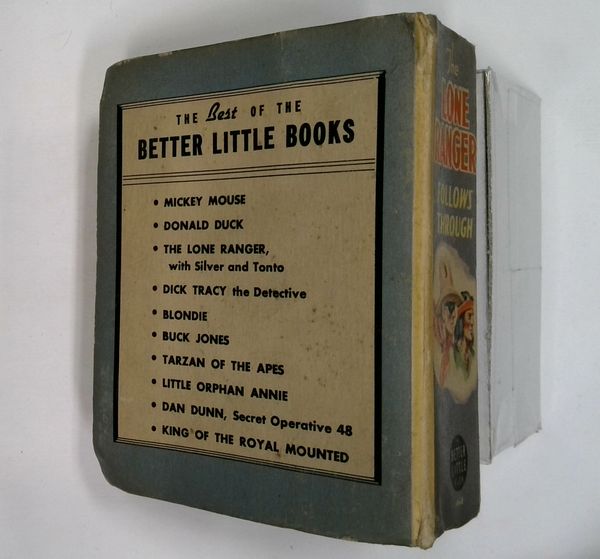 THE Best OF THE
BETTER LITTLE BOOKS
• MICKEY MOUSE
• DONALD DUCK
• THE LONE RANGER,
with Silver and Tonto
• DICK TRACY the Detective
• BLONDIE
• BUCK JONES
• TARZAN OF THE APES
• LITTLE ORPHAN ANNIE
• DAN DUNN, Secret Operative 48
• KING OF THE ROYAL MOUNTED
The
LONE
RANGER
FOLLOWS
THROUGH
BETTER
LITTLE